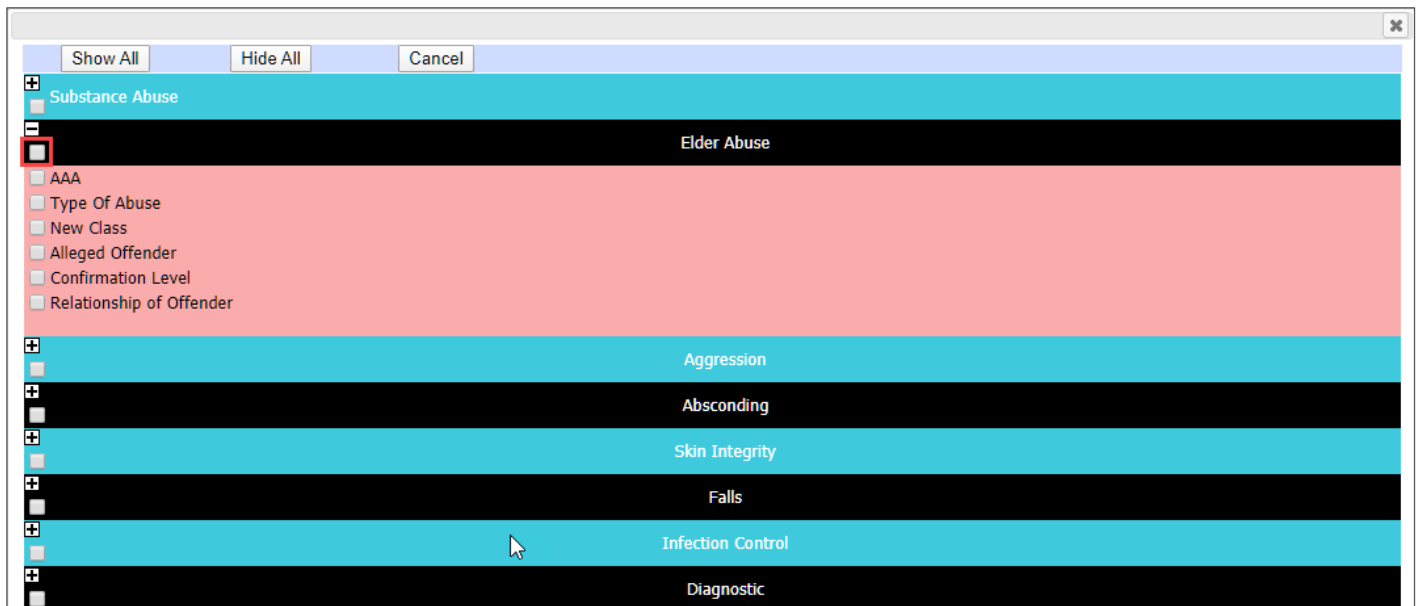 Show All Hide All Cancel
Substance Abuse
Elder Abuse
AAA
Type Of Abuse
New Class
Alleged Offender
Confirmation Level
Relationship of Offender
Aggression
Absconding
Skin Integrity
Falls
Infection Control
Diagnostic